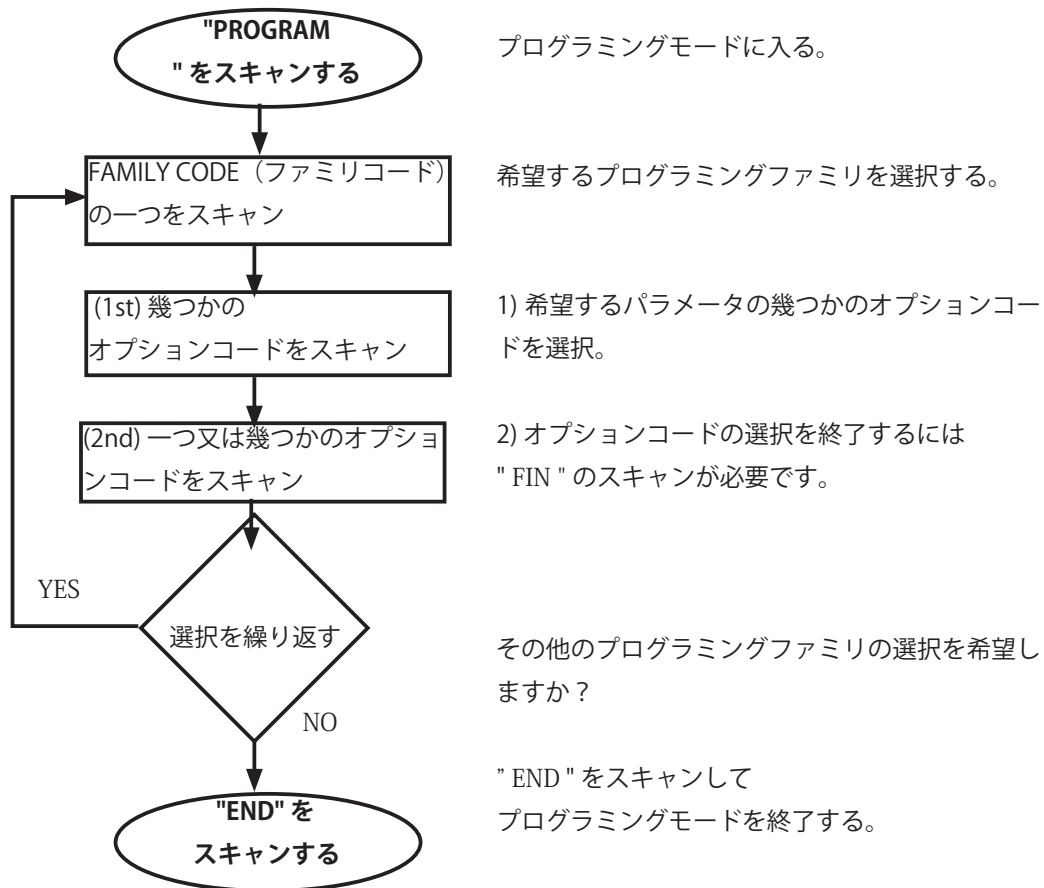 "PROGRAM
" をスキャンする
プログラミングモードに入る。
FAMILY CODE（ファミリコード）
の一つをスキャン
希望するプログラミングファミリを選択する。
(1st) 幾つかの
オプションコードをスキャン
1) 希望するパラメータの幾つかのオプションコー
ドを選択。
(2nd) 一つ又は幾つかのオプショ
ンコードをスキャン
2) オプションコードの選択を終了するには
" FIN " のスキャンが必要です。
YES
選択を繰り返す
その他のプログラミングファミリの選択を希望し
ますか？
NO
” END " をスキャンして
プログラミングモードを終了する。
"END" を
スキャンする